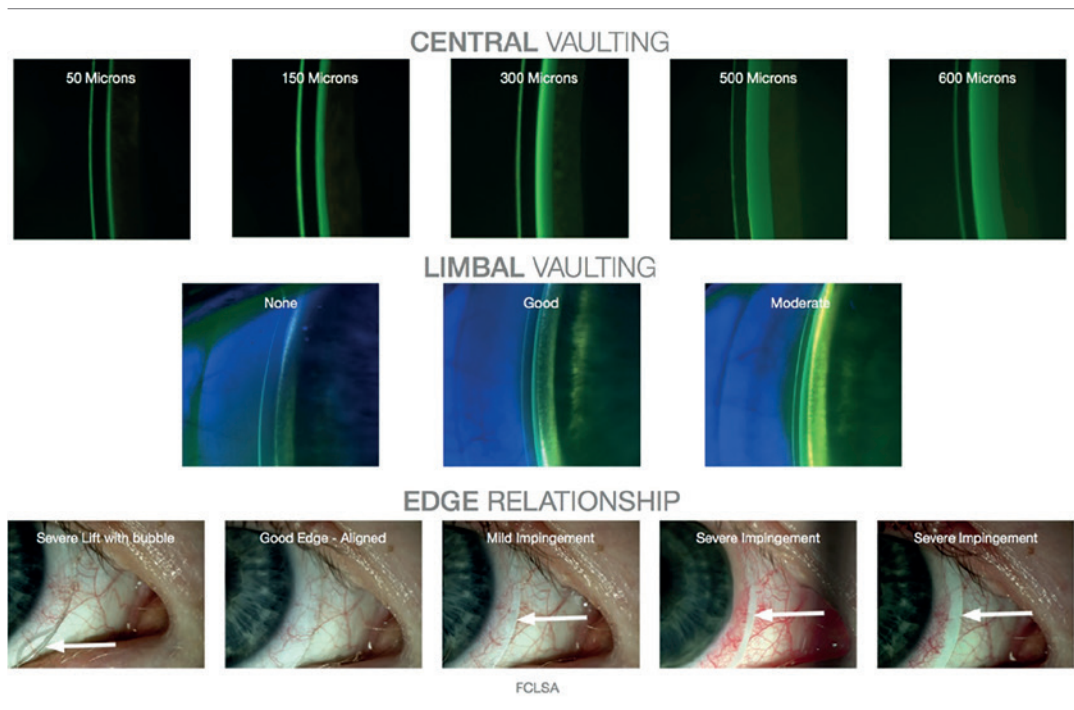 CENTRAL VAULTING
50 Microns
150 Microns
300 Microns
500 Microns
600 Microns
LIMBAL VAULTING
None
Good
Moderate
EDGE RELATIONSHIP
Severe Lift with bubble
Good Edge - Aligned
Mild Impingement
Severe Impingement
Severe Impingement
FCLSA